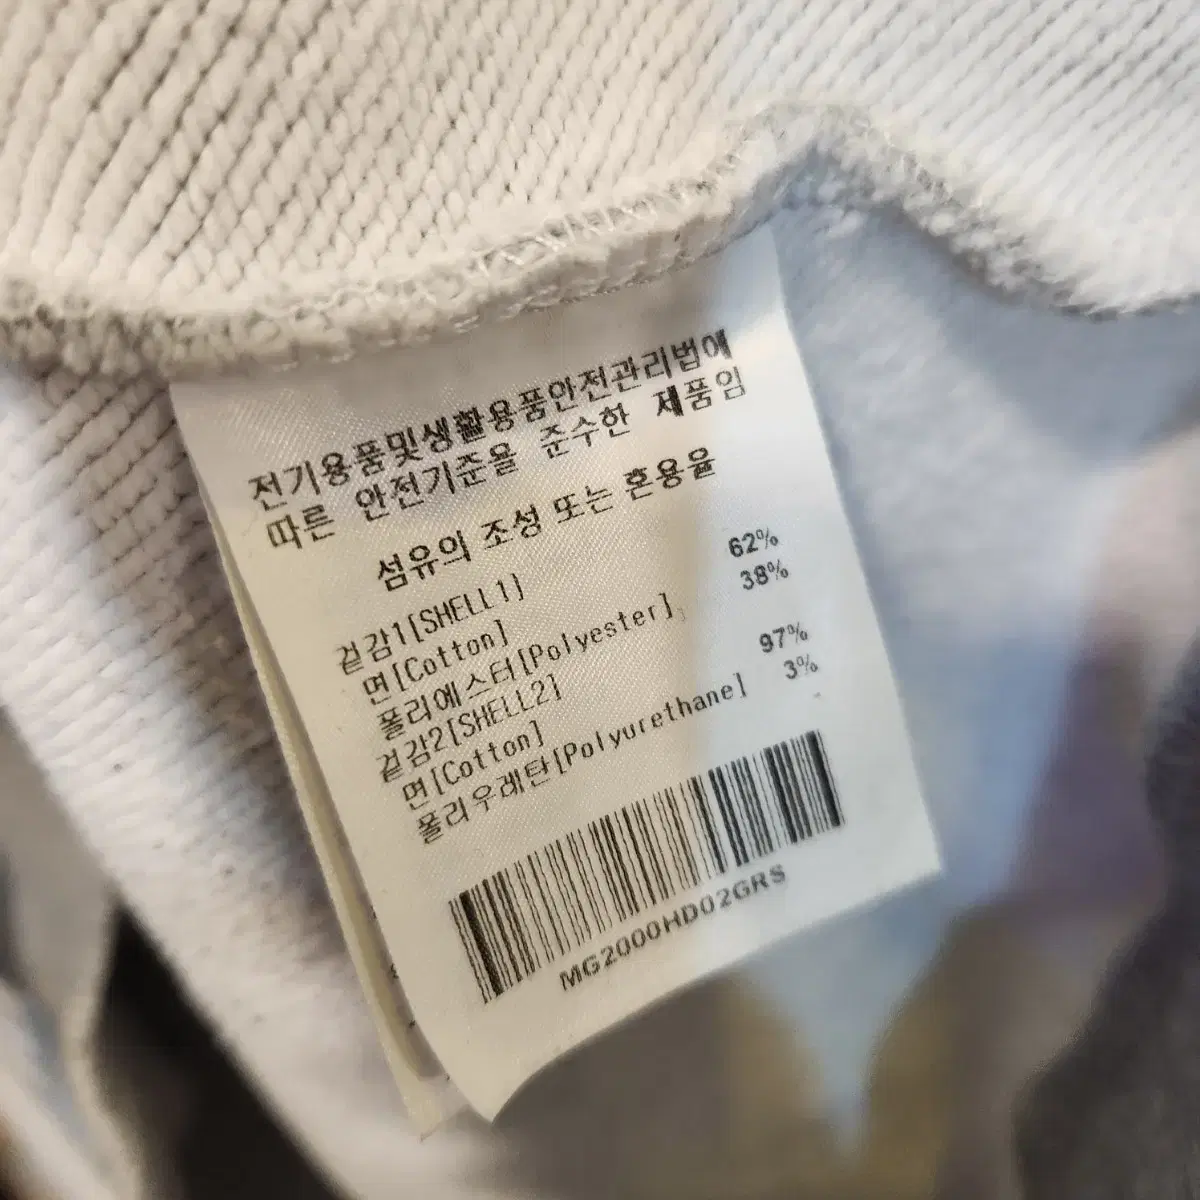 전기용품및생활용품안전관리법에
따른 안전기준을 준수한 제품임
섬유의 조성 또는 혼용율
겉감1[SHELL1]
면[Cotton] 62%
폴리에스터[Polyester] 38%
겉감2[SHELL2]
면[Cotton] 97%
폴리우레탄[Polyurethane] 3%
MG2000HD02GRS